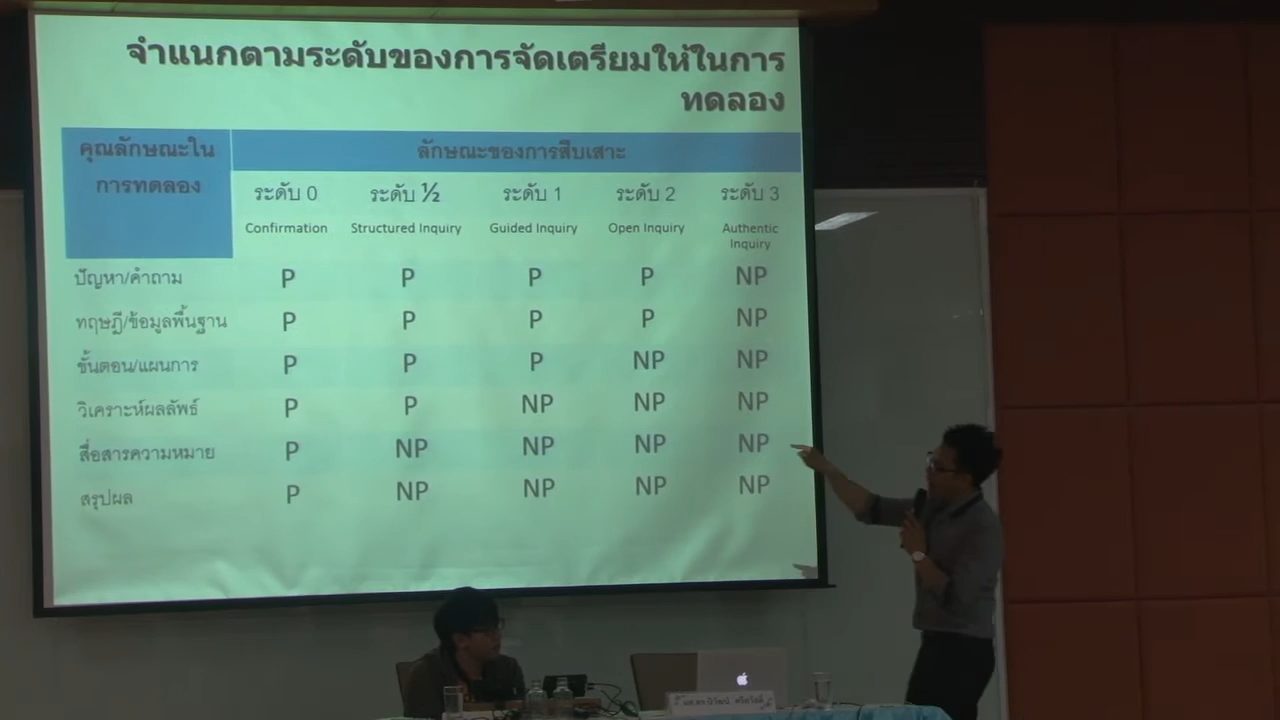 จำแนกตามระดับของการจัดเตรียมให้ในการ
ทดลอง
คุณลักษณะใน
การทดลอง
ลักษณะของการสืบเสาะ
ระดับ 0 ระดับ ½ ระดับ 1 ระดับ 2 ระดับ 3
Confirmation Structured Inquiry Guided Inquiry Open Inquiry Authentic
Inquiry
ปัญหา/คำถาม P P P P NP
ทฤษฎี/ข้อมูลพื้นฐาน P P P P NP
ขั้นตอน/แผนการ P P P NP NP
วิเคราะห์ผลลัพธ์ P P NP NP NP
สื่อสารความหมาย P NP NP NP NP
สรุปผล P NP NP NP NP